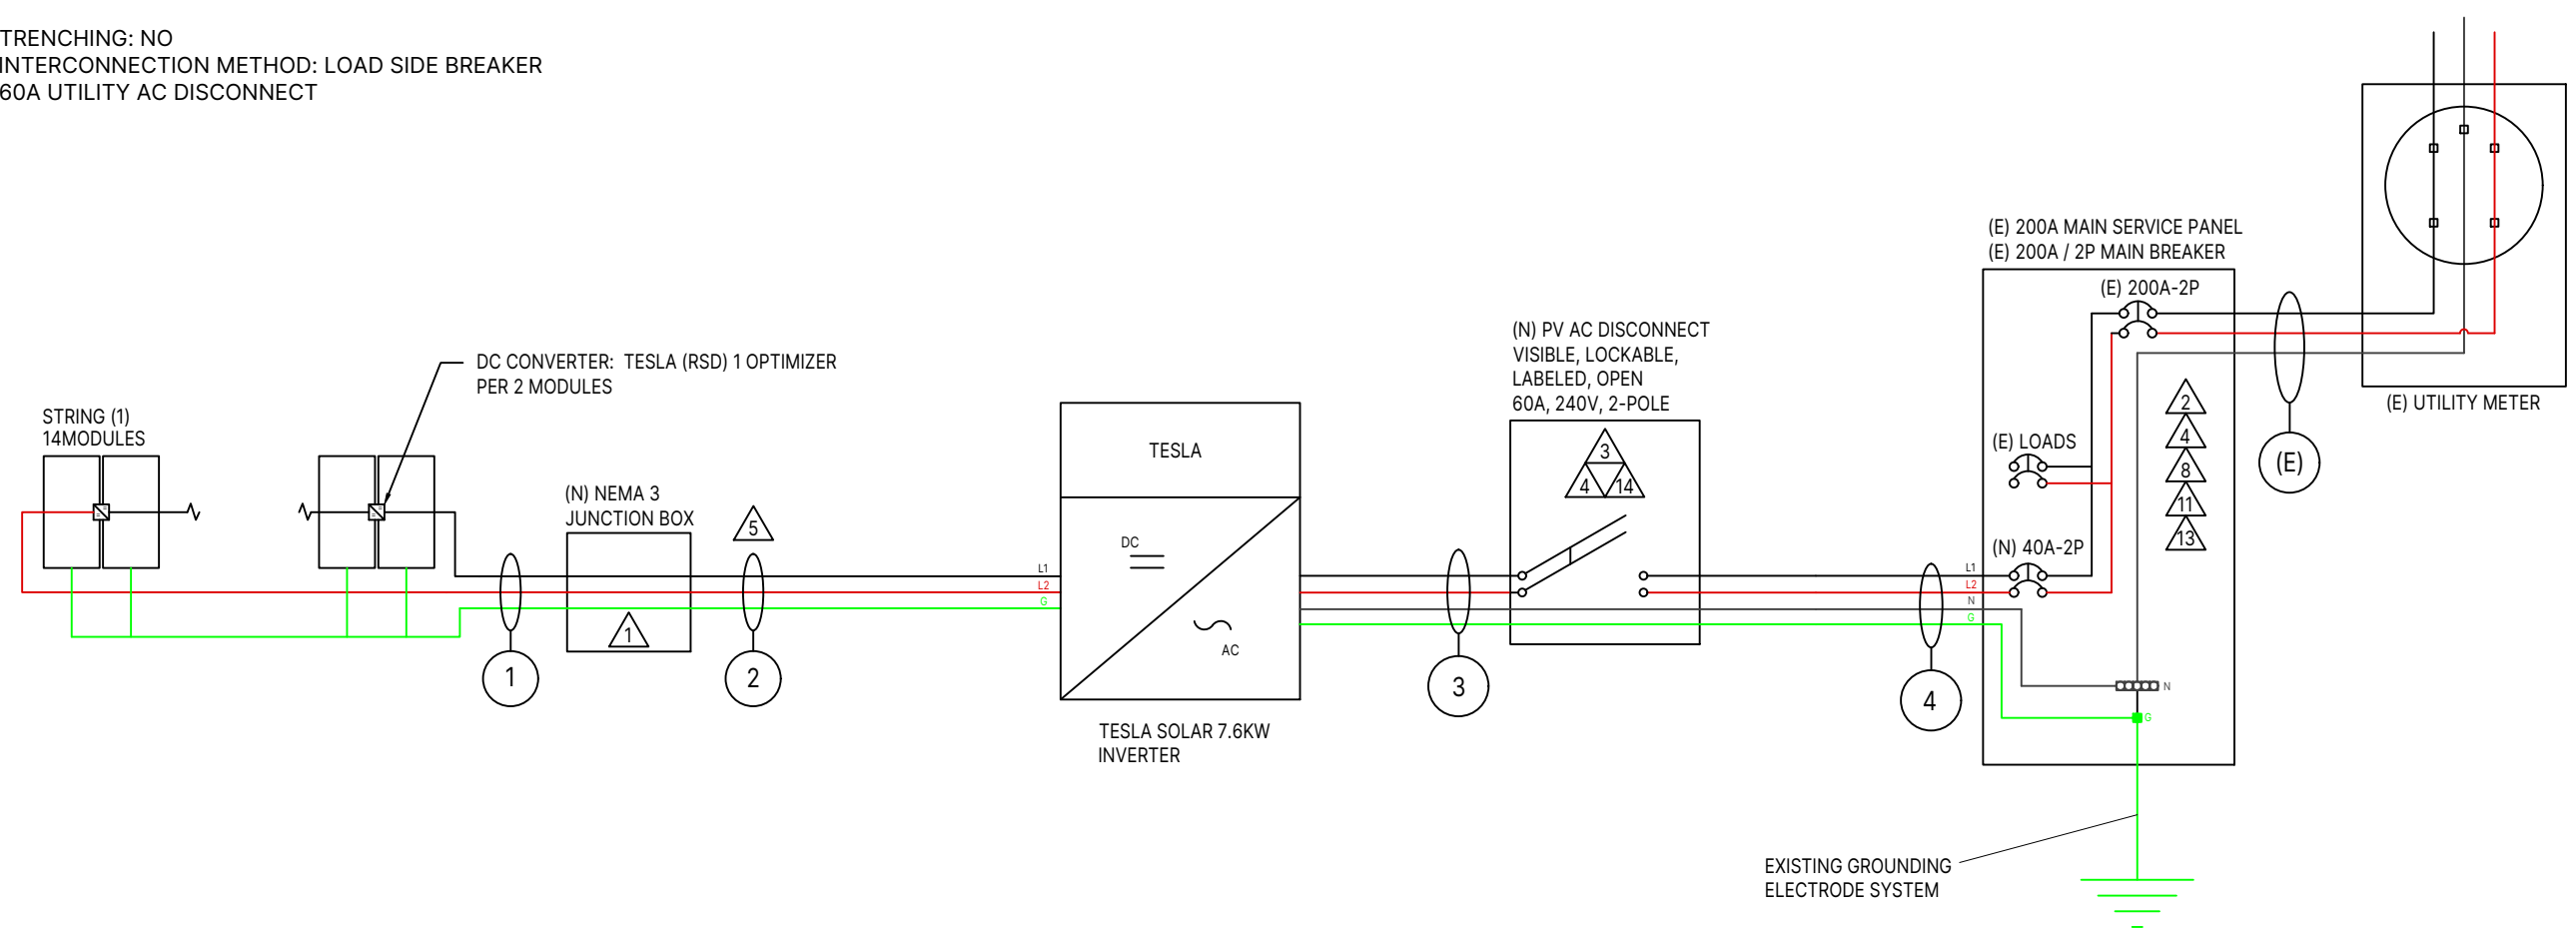 TRENCHING: NO
INTERCONNECTION METHOD: LOAD SIDE BREAKER
60A UTILITY AC DISCONNECT
(E) 200A MAIN SERVICE PANEL
(E) 200A / 2P MAIN BREAKER
(E) 200A-2P
(E) UTILITY METER
(E)
2
4
8
11
13
(E) LOADS
(N) 40A-2P
(N) PV AC DISCONNECT
VISIBLE, LOCKABLE,
LABELED, OPEN
60A, 240V, 2-POLE
3
4 14
DC CONVERTER: TESLA (RSD) 1 OPTIMIZER
PER 2 MODULES
STRING (1)
14MODULES
(N) NEMA 3
JUNCTION BOX
1
5
1
2
L1
L2
G
TESLA
DC
AC
TESLA SOLAR 7.6KW
INVERTER
3
4
L1
L2
N
G
N
G
EXISTING GROUNDING
ELECTRODE SYSTEM